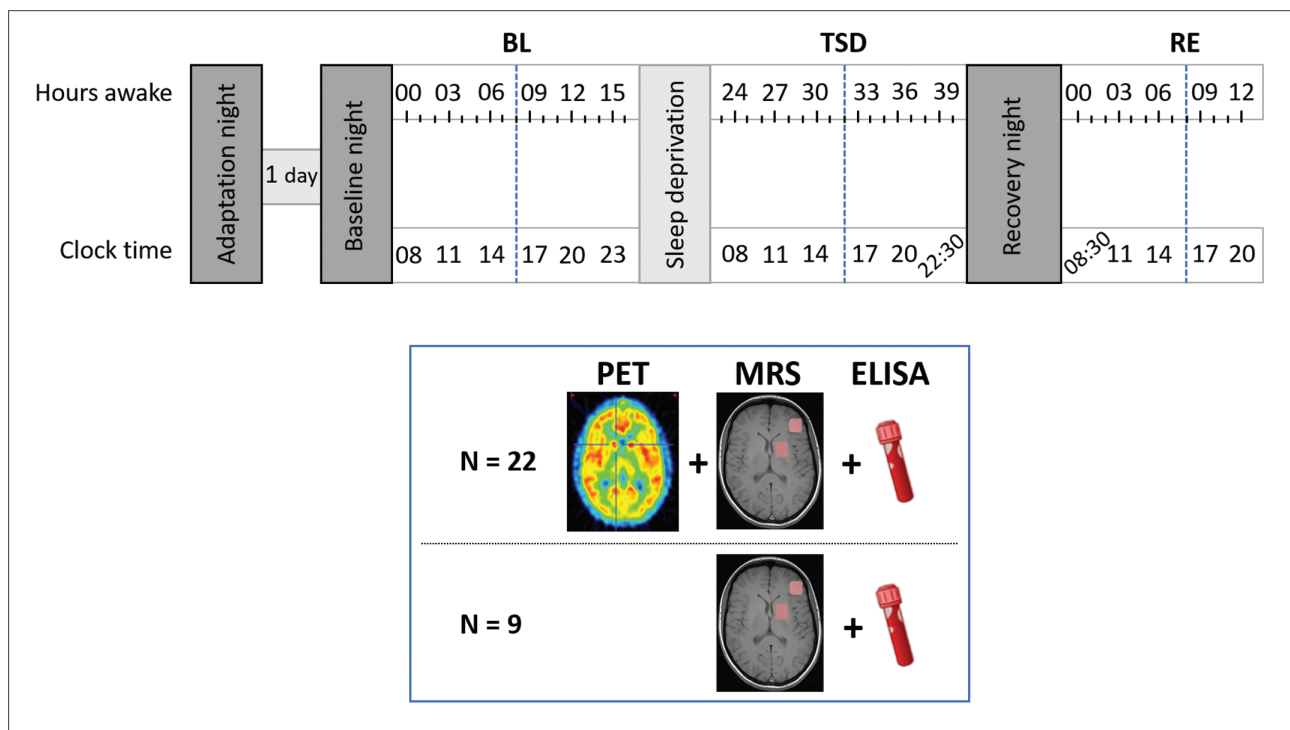 BL TSD RE
Hours awake 00 03 06 09 12 15 24 27 30 33 36 39 00 03 06 09 12
Adaptation night
1 day
Baseline night
Sleep deprivation
Recovery night
Clock time 08 11 14 17 20 23 08 11 14 17 20 22:30 08:30 11 14 17 20
PET MRS ELISA
N = 22 + +
N = 9 +